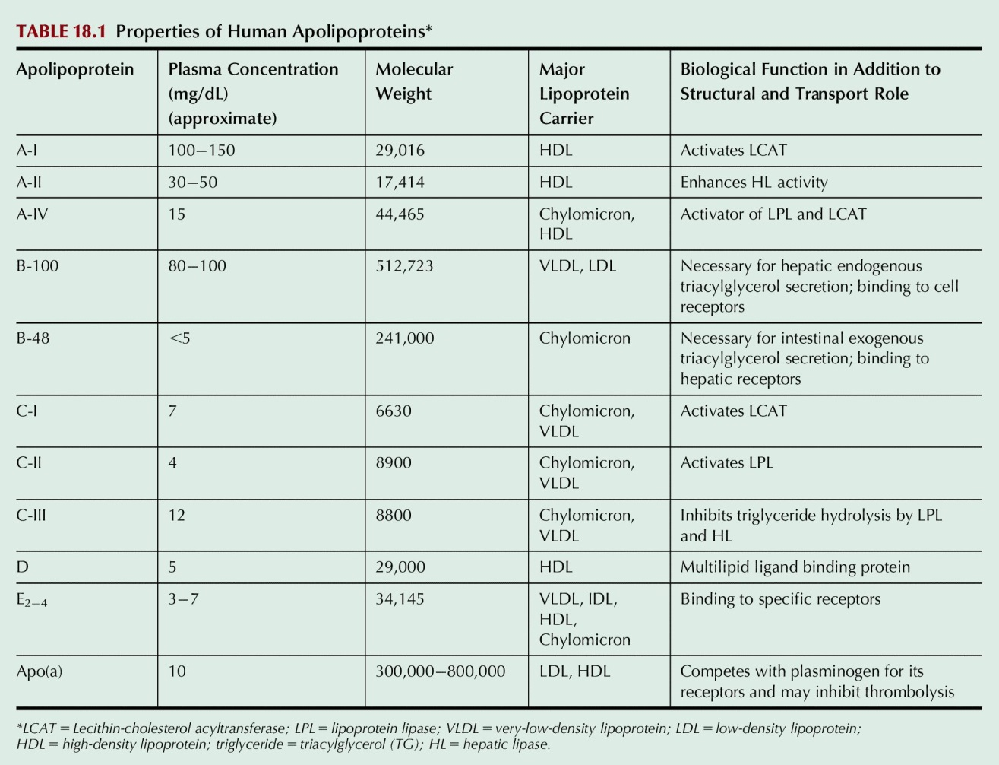 TABLE 18.1 Properties of Human Apolipoproteins*
Apolipoprotein
Plasma Concentration
(mg/dL)
(approximate)
Molecular
Weight
Major
Lipoprotein
Carrier
Biological Function in Addition to
Structural and Transport Role
A-I
100–150
29,016
HDL
Activates LCAT
A-II
30–50
17,414
HDL
Enhances HL activity
A-IV
15
44,465
Chylomicron,
HDL
Activator of LPL and LCAT
B-100
80–100
512,723
VLDL, LDL
Necessary for hepatic endogenous
triacylglycerol secretion; binding to cell
receptors
B-48
<5
241,000
Chylomicron
Necessary for intestinal exogenous
triacylglycerol secretion; binding to
hepatic receptors
C-I
7
6630
Chylomicron,
VLDL
Activates LCAT
C-II
4
8900
Chylomicron,
VLDL
Activates LPL
C-III
12
8800
Chylomicron,
VLDL
Inhibits triglyceride hydrolysis by LPL
and HL
D
5
29,000
HDL
Multilipid ligand binding protein
E2–4
3–7
34,145
VLDL, IDL,
HDL,
Chylomicron
Binding to specific receptors
Apo(a)
10
300,000–800,000
LDL, HDL
Competes with plasminogen for its
receptors and may inhibit thrombolysis
*LCAT = Lecithin-cholesterol acyltransferase; LPL = lipoprotein lipase; VLDL = very-low-density lipoprotein; LDL = low-density lipoprotein;
HDL = high-density lipoprotein; triglyceride = triacylglycerol (TG); HL = hepatic lipase.